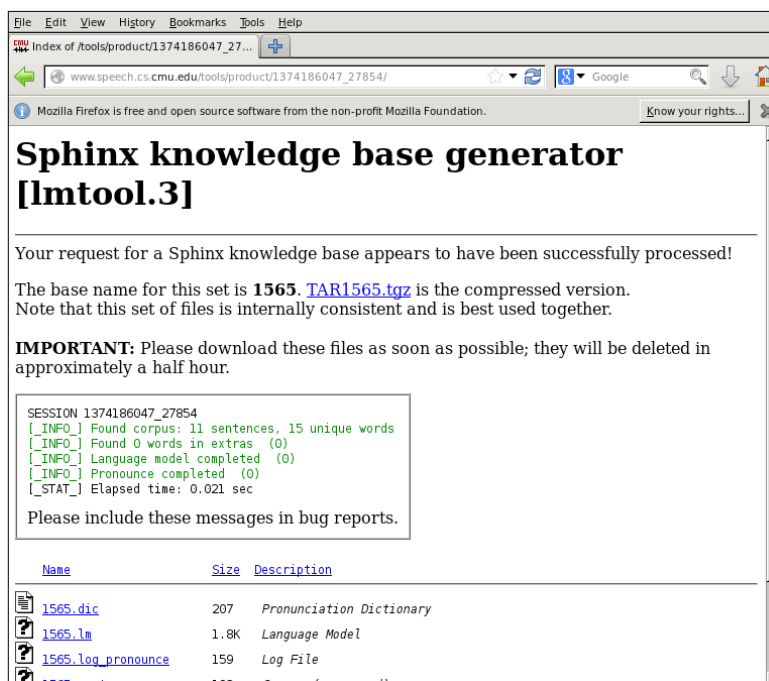 File Edit View History Bookmarks Tools Help
CMU Index of /tools/product/1374186047_27...
www.speech.cs.cmu.edu/tools/product/1374186047_27854/ Google
Mozilla Firefox is free and open source software from the non-profit Mozilla Foundation. Know your rights...
Sphinx knowledge base generator
[lmtool.3]
Your request for a Sphinx knowledge base appears to have been successfully processed!
The base name for this set is 1565. TAR1565.tgz is the compressed version.
Note that this set of files is internally consistent and is best used together.
IMPORTANT: Please download these files as soon as possible; they will be deleted in
approximately a half hour.
SESSION 1374186047_27854
[_INFO_] Found corpus: 11 sentences, 15 unique words
[_INFO_] Found 0 words in extras (0)
[_INFO_] Language model completed (0)
[_INFO_] Pronounce completed (0)
[_STAT_] Elapsed time: 0.021 sec
Please include these messages in bug reports.
Name Size Description
1565.dic 207 Pronunciation Dictionary
1565.lm 1.8K Language Model
1565.log_pronounce 159 Log File